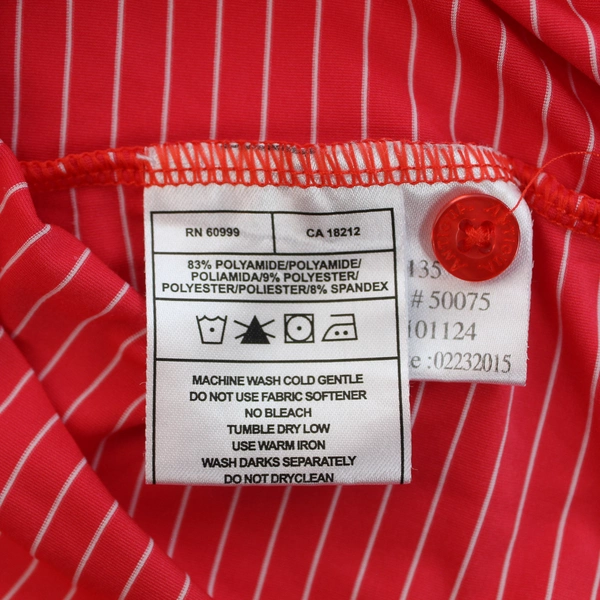 RN 60999
CA 18212
83% POLYAMIDE/POLYAMIDE/
POLIAMIDA/9% POLYESTER/
POLYESTER/POLIESTER/8% SPANDEX
MACHINE WASH COLD GENTLE
DO NOT USE FABRIC SOFTENER
NO BLEACH
TUMBLE DRY LOW
USE WARM IRON
WASH DARKS SEPARATELY
DO NOT DRYCLEAN
135
# 50075
101124
:02232015